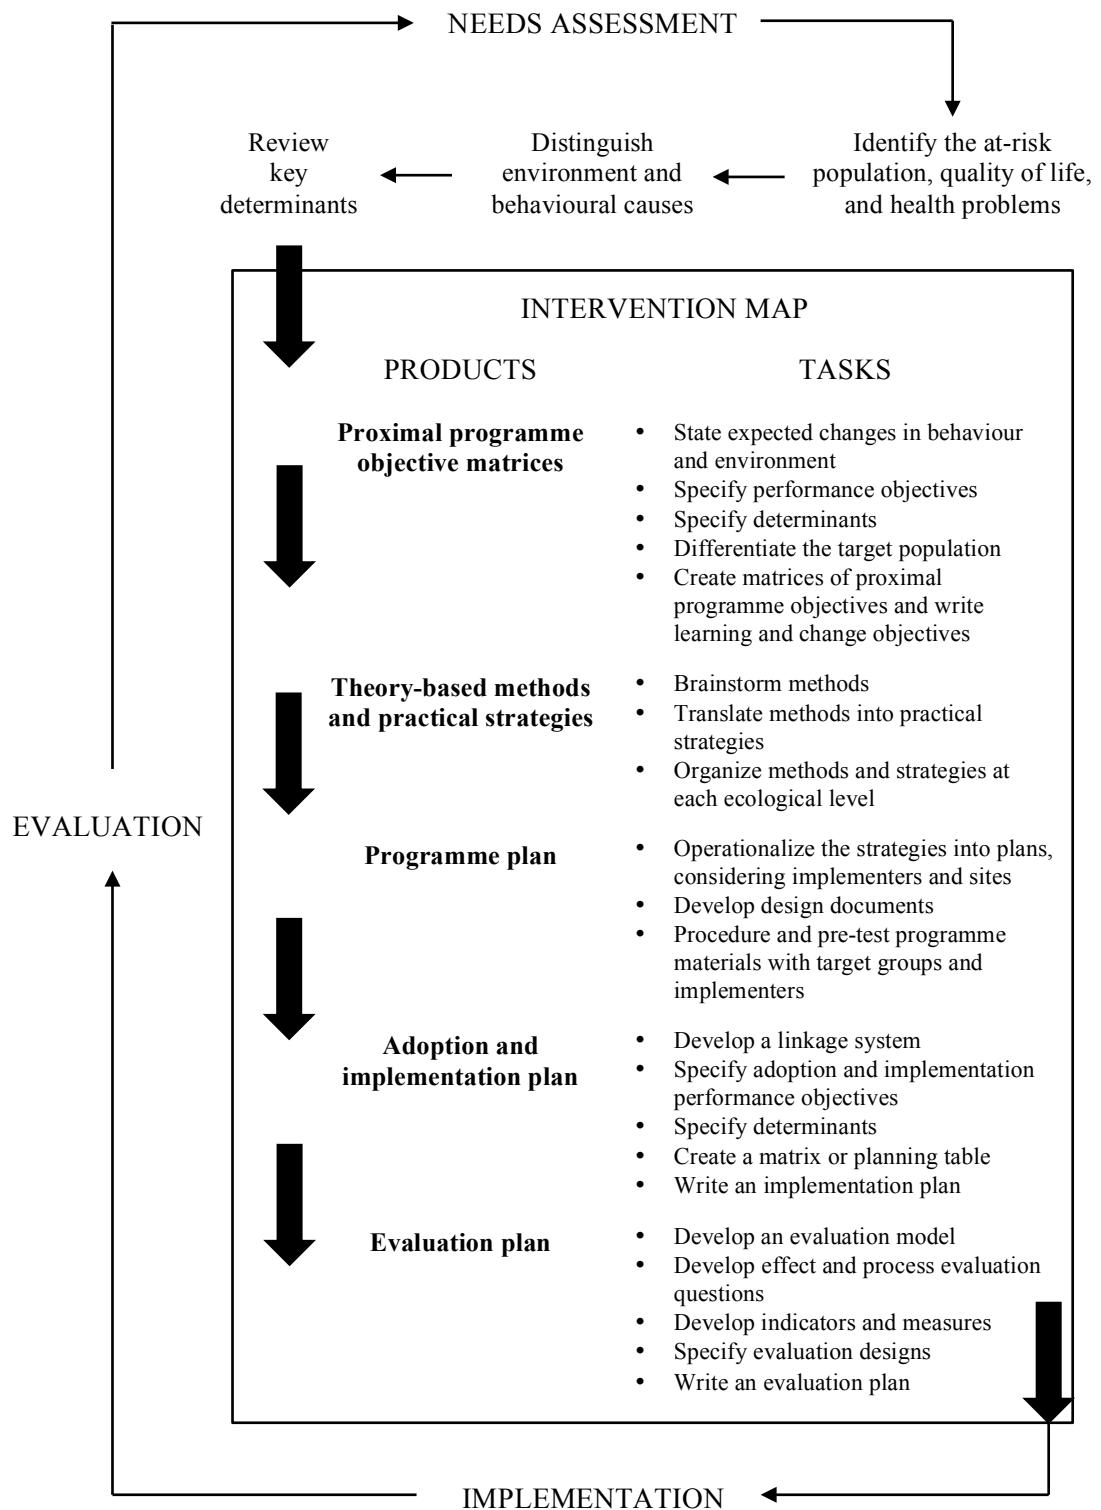 NEEDS ASSESSMENT
Review
key
determinants
Distinguish
environment and
behavioural causes
Identify the at-risk
population, quality of life,
and health problems
INTERVENTION MAP
PRODUCTS
TASKS
Proximal programme
objective matrices
• State expected changes in behaviour
and environment
• Specify performance objectives
• Specify determinants
• Differentiate the target population
• Create matrices of proximal
programme objectives and write
learning and change objectives
Theory-based methods
and practical strategies
• Brainstorm methods
• Translate methods into practical
strategies
• Organize methods and strategies at
each ecological level
EVALUATION
Programme plan
• Operationalize the strategies into plans,
considering implementers and sites
• Develop design documents
• Procedure and pre-test programme
materials with target groups and
implementers
Adoption and
implementation plan
• Develop a linkage system
• Specify adoption and implementation
performance objectives
• Specify determinants
• Create a matrix or planning table
• Write an implementation plan
Evaluation plan
• Develop an evaluation model
• Develop effect and process evaluation
questions
• Develop indicators and measures
• Specify evaluation designs
• Write an evaluation plan
IMPLEMENTATION